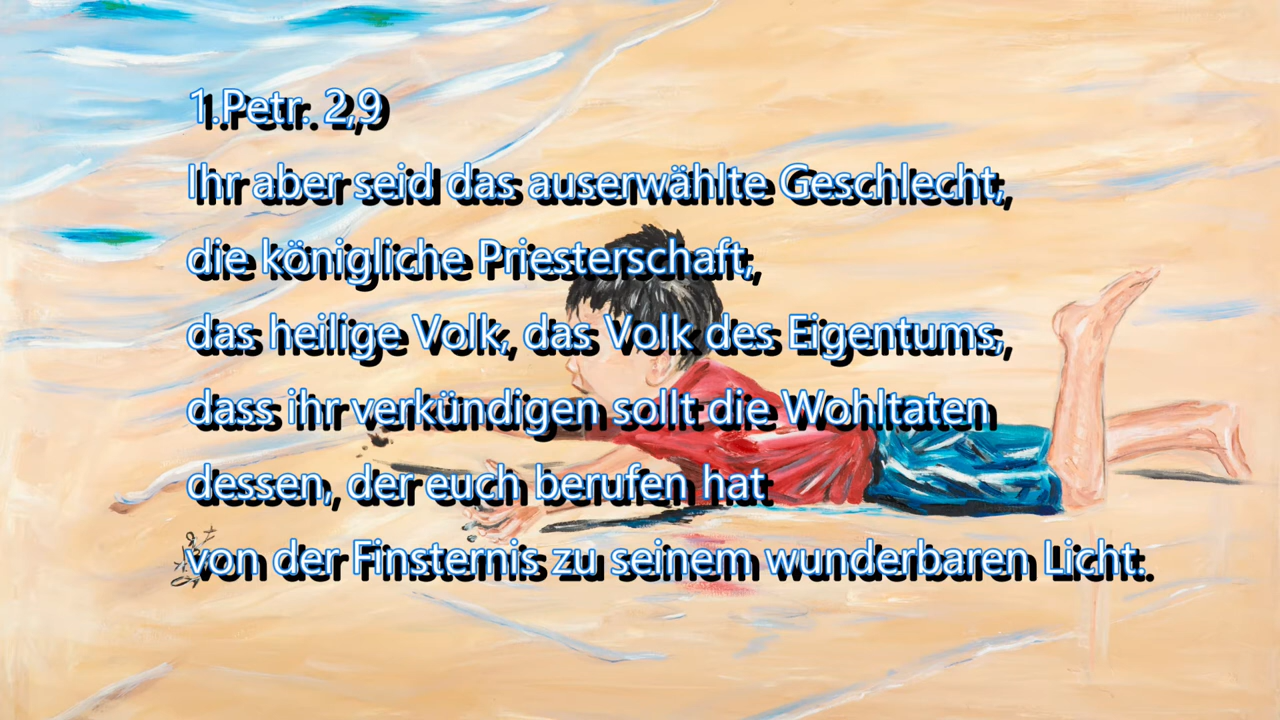 1.Petr. 2,9
Ihr aber seid das auserwählte Geschlecht,
die königliche Priesterschaft,
das heilige Volk, das Volk des Eigentums,
dass ihr verkündigen sollt die Wohltaten
dessen, der euch berufen hat
von der Finsternis zu seinem wunderbaren Licht.